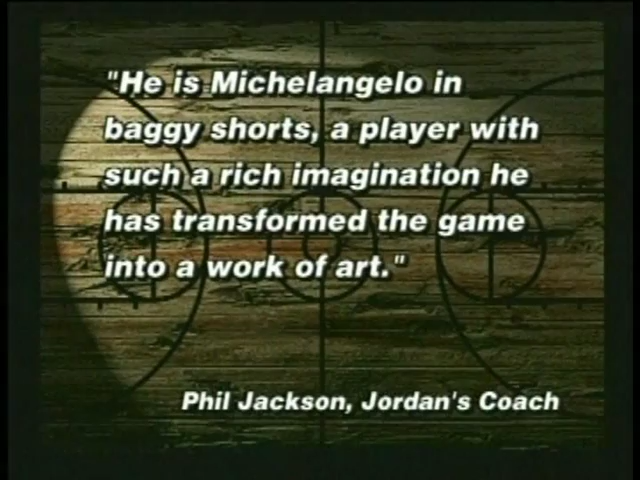 "He is Michelangelo in
baggy shorts, a player with
such a rich imagination he
has transformed the game
into a work of art."
Phil Jackson, Jordan's Coach